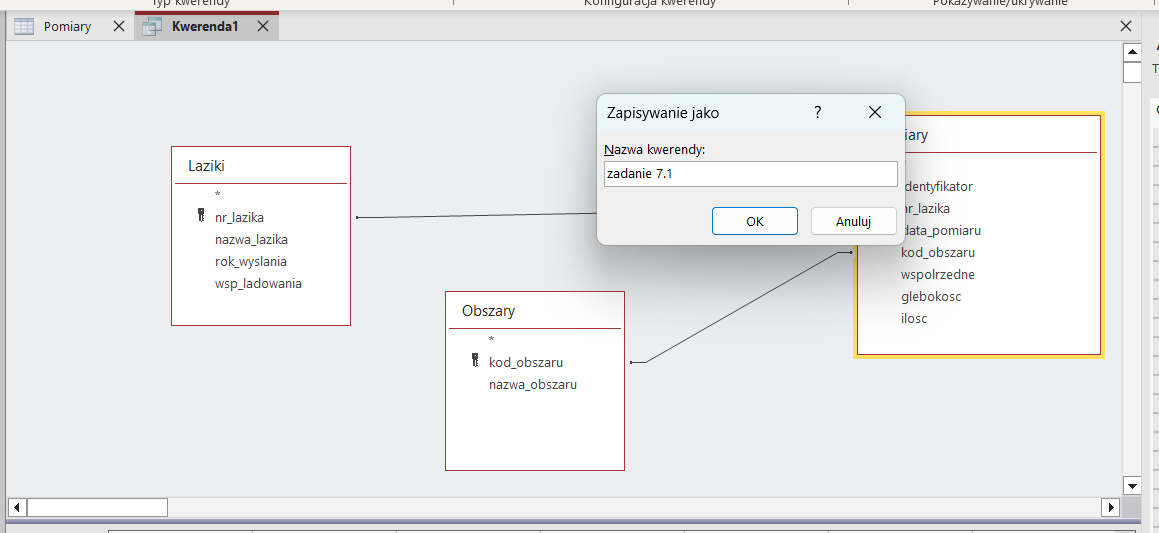 Typ kwerendy
Konfiguracja kwerendy
Pokazywanie/ukrywanie
Pomiary
Kwerenda1
Zapisywanie jako
?
Nazwa kwerendy:
zadanie 7.1
OK
Anuluj
Laziki
*
nr_lazika
nazwa_lazika
rok_wyslania
wsp_ladowania
Obszary
*
kod_obszaru
nazwa_obszaru
iary
dentyfikator
nr_lazika
data_pomiaru
kod_obszaru
wspolrzedne
glebokosc
ilosc